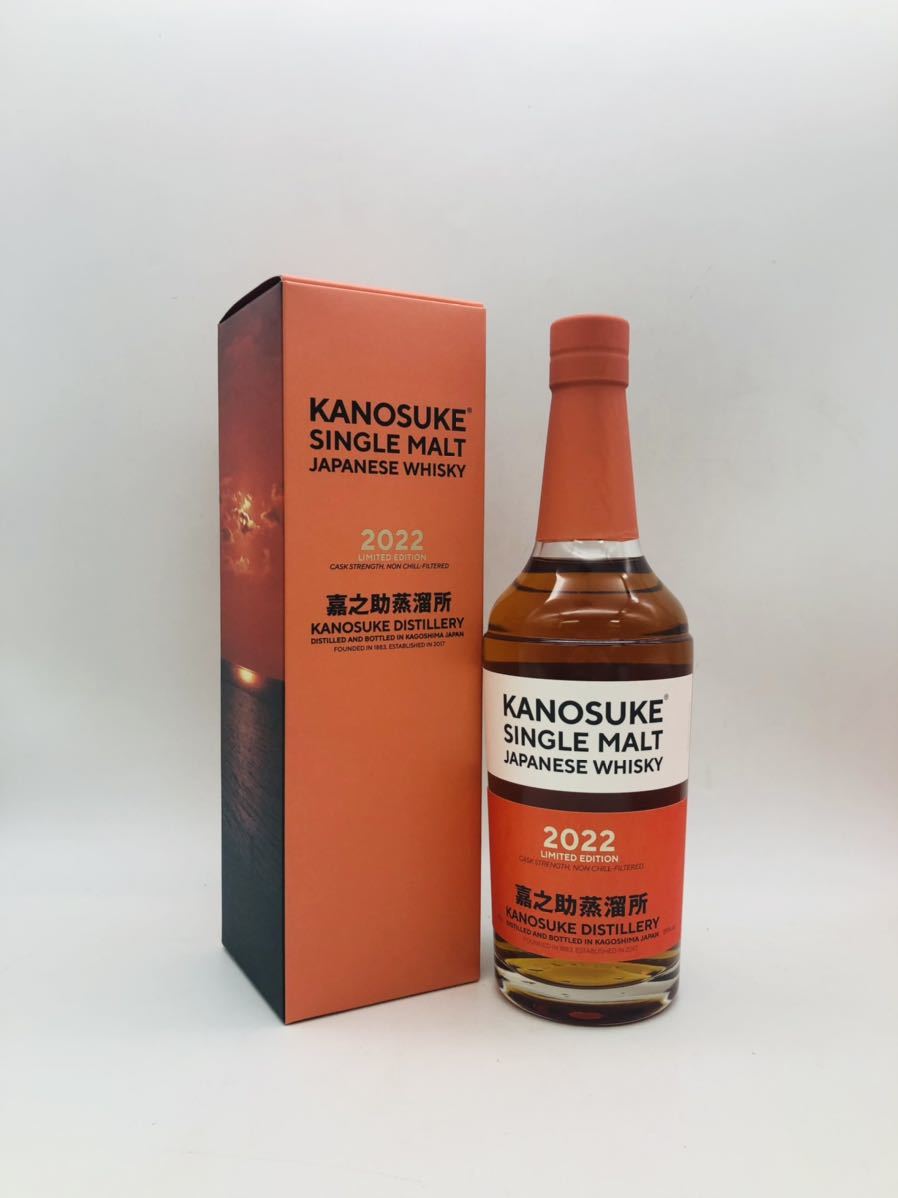 KANOSUKE®
SINGLE MALT
JAPANESE WHISKY
2022
LIMITED EDITION
CASK STRENGTH, NON CHILL-FILTERED
嘉之助蒸溜所
KANOSUKE DISTILLERY
DISTILLED AND BOTTLED IN KAGOSHIMA JAPAN
FOUNDED IN 1883, ESTABLISHED IN 2017
KANOSUKE®
SINGLE MALT
JAPANESE WHISKY
2022
LIMITED EDITION
CASK STRENGTH, NON CHILL-FILTERED
嘉之助蒸溜所
KANOSUKE DISTILLERY
DISTILLED AND BOTTLED IN KAGOSHIMA JAPAN
FOUNDED IN 1883, ESTABLISHED IN 2017